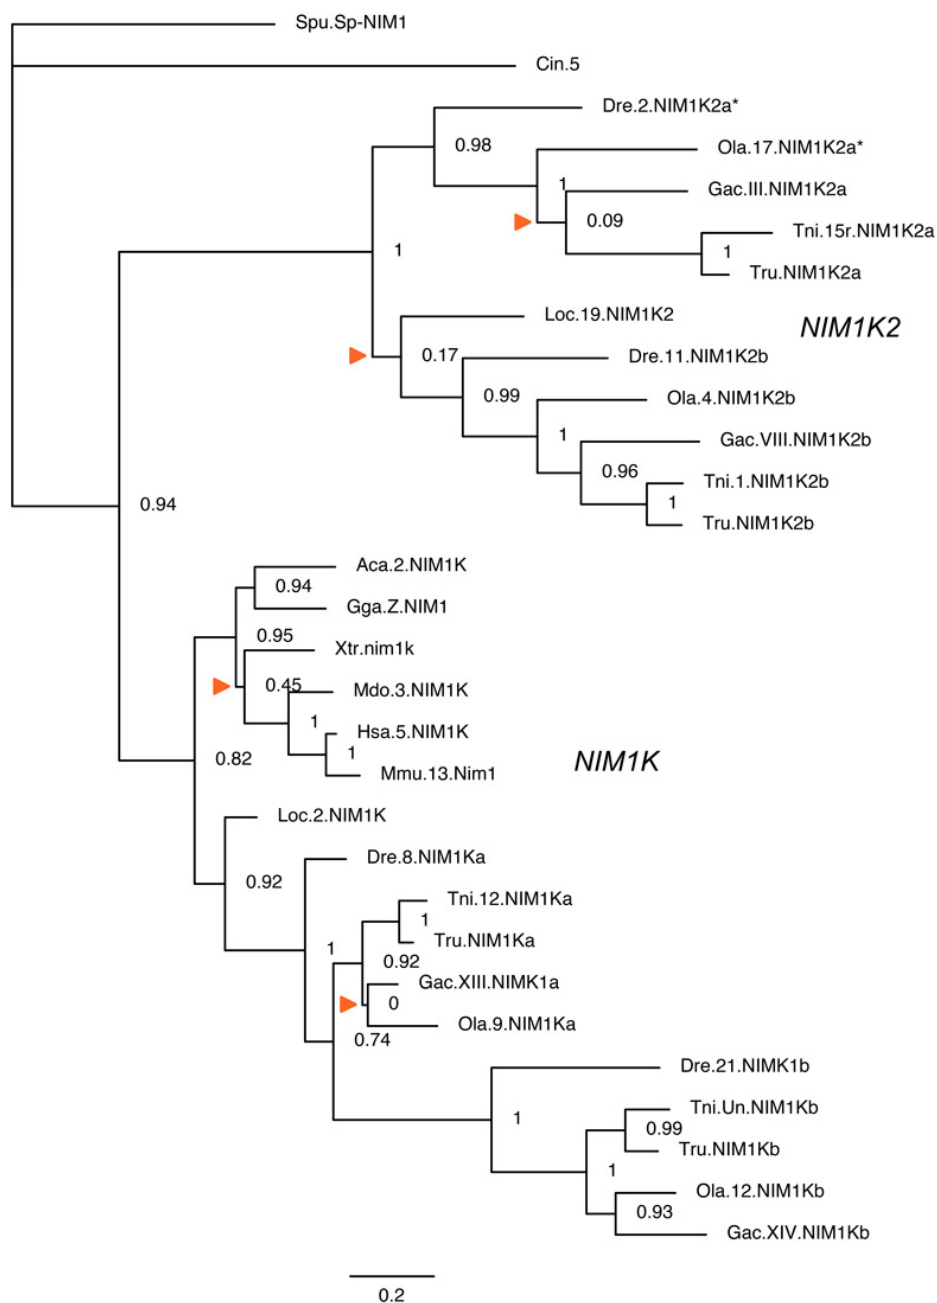 Spu.Sp-NIM1
Cin.5
Dre.2.NIM1K2a*
0.98
Ola.17.NIM1K2a*
1
Gac.III.NIM1K2a
0.09
Tni.15r.NIM1K2a
1
1
Tru.NIM1K2a
Loc.19.NIM1K2
NIM1K2
0.17
Dre.11.NIM1K2b
0.99
Ola.4.NIM1K2b
1
Gac.VIII.NIM1K2b
0.96
Tni.1.NIM1K2b
0.94
1
Tru.NIM1K2b
Aca.2.NIM1K
0.94
Gga.Z.NIM1
0.95
Xtr.nim1k
0.45
Mdo.3.NIM1K
1
Hsa.5.NIM1K
1
0.82
NIM1K
Mmu.13.Nim1
Loc.2.NIM1K
Dre.8.NIM1Ka
0.92
Tni.12.NIM1Ka
1
Tru.NIM1Ka
1
0.92
Gac.XIII.NIMK1a
0
Ola.9.NIM1Ka
0.74
Dre.21.NIMK1b
Tni.Un.NIM1Kb
1
0.99
Tru.NIM1Kb
1
Ola.12.NIM1Kb
0.93
Gac.XIV.NIM1Kb
0.2